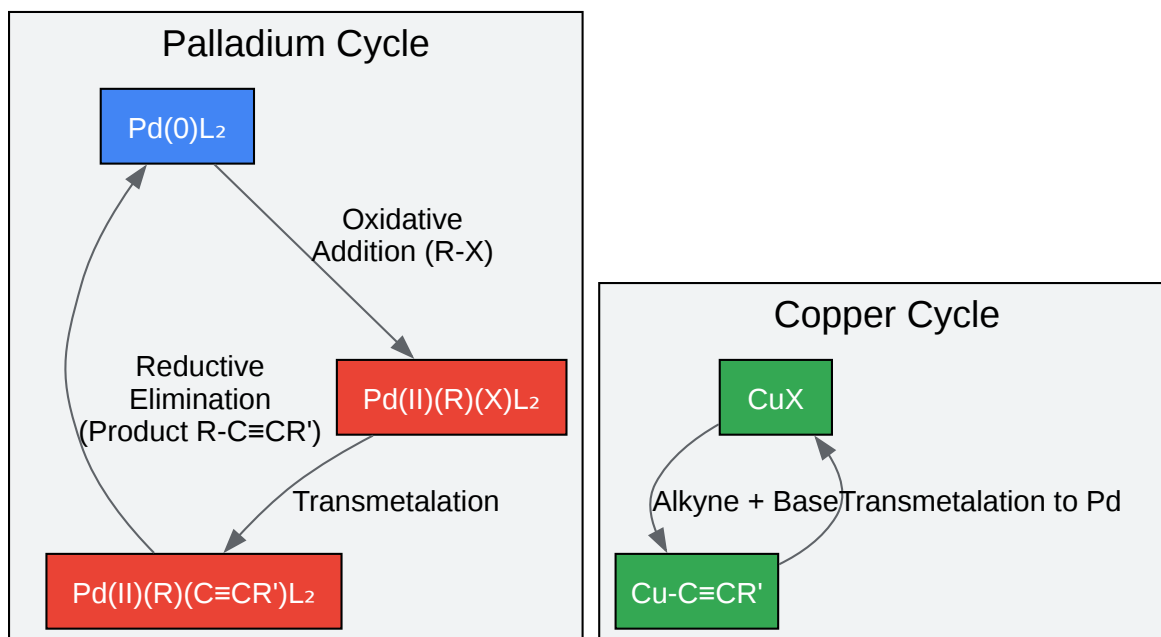 Palladium Cycle
Pd(0)L₂
Oxidative
Addition (R-X)
Pd(II)(R)(X)L₂
Reductive
Elimination
(Product R-C≡CR')
Transmetalation
Pd(II)(R)(C≡CR')L₂
Copper Cycle
CuX
Alkyne + Base
Transmetalation to Pd
Cu-C≡CR'